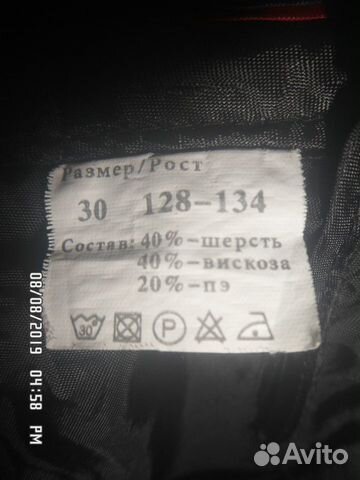 Размер/Рост
30 128-134
Состав: 40%-шерсть
40%-вискоза
20%-пэ
30° P
08/08/2019 04:58 PM
Avito